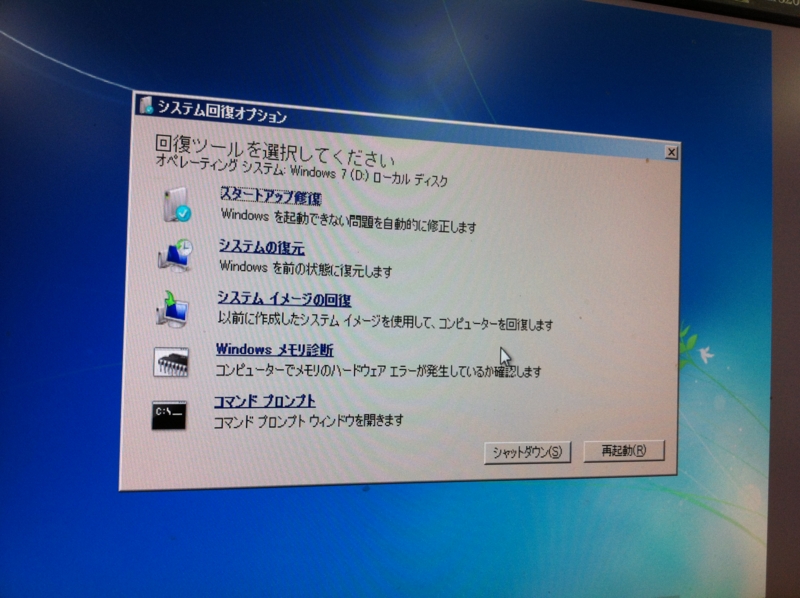 システム回復オプション
回復ツールを選択してください
オペレーティング システム: Windows 7 (D:) ローカル ディスク
スタートアップ修復
Windows を起動できない問題を自動的に修正します
システムの復元
Windows を前の状態に復元します
システム イメージの回復
以前に作成したシステム イメージを使用して、コンピューターを回復します
Windows メモリ診断
コンピューターでメモリのハードウェア エラーが発生しているか確認します
C:\_
コマンド プロンプト
コマンド プロンプト ウィンドウを開きます
シャットダウン(S)
再起動(R)